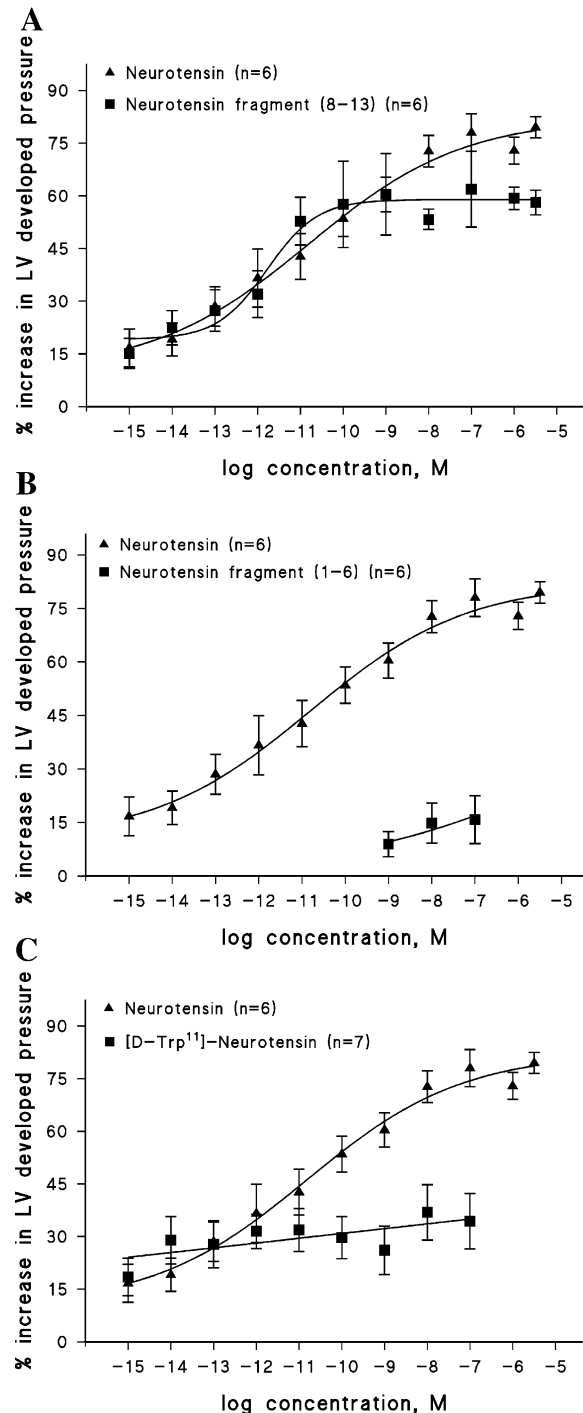 A
% increase in LV developed pressure
90
75
60
45
30
15
0
▲ Neurotensin (n=6)
■ Neurotensin fragment (8−13) (n=6)
−15 −14 −13 −12 −11 −10 −9 −8 −7 −6 −5
log concentration, M
B
% increase in LV developed pressure
90
75
60
45
30
15
0
▲ Neurotensin (n=6)
■ Neurotensin fragment (1−6) (n=6)
−15 −14 −13 −12 −11 −10 −9 −8 −7 −6 −5
log concentration, M
C
% increase in LV developed pressure
90
75
60
45
30
15
0
▲ Neurotensin (n=6)
■ [D−Trp¹¹]−Neurotensin (n=7)
−15 −14 −13 −12 −11 −10 −9 −8 −7 −6 −5
log concentration, M